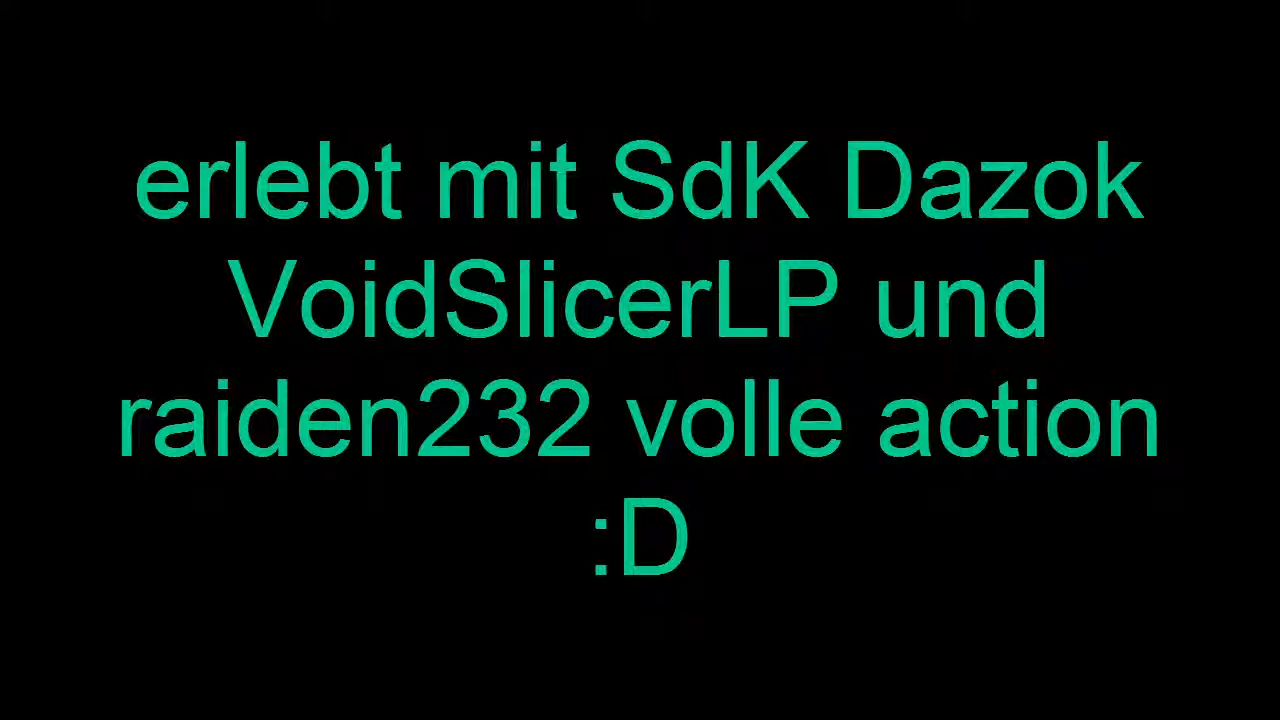 erlebt mit SdK Dazok
VoidSlicerLP und
raiden232 volle action
:D